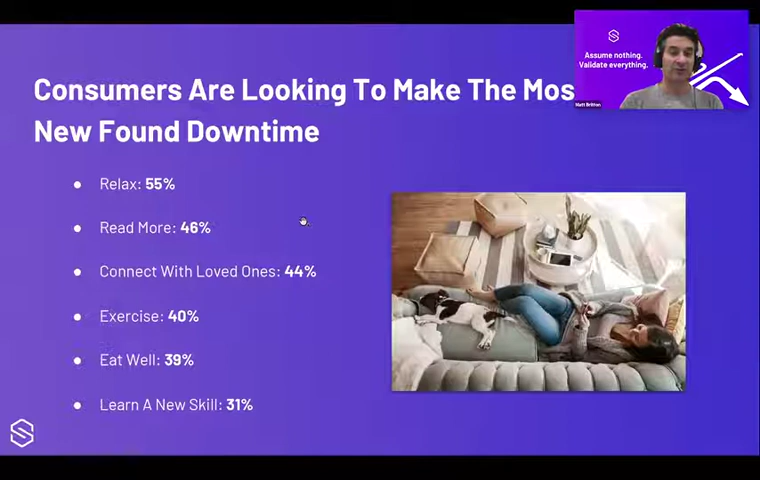 Assume nothing.
Validate everything.
Matt Britton
Consumers Are Looking To Make The Mos
New Found Downtime
Relax: 55%
Read More: 46%
Connect With Loved Ones: 44%
Exercise: 40%
Eat Well: 39%
Learn A New Skill: 31%